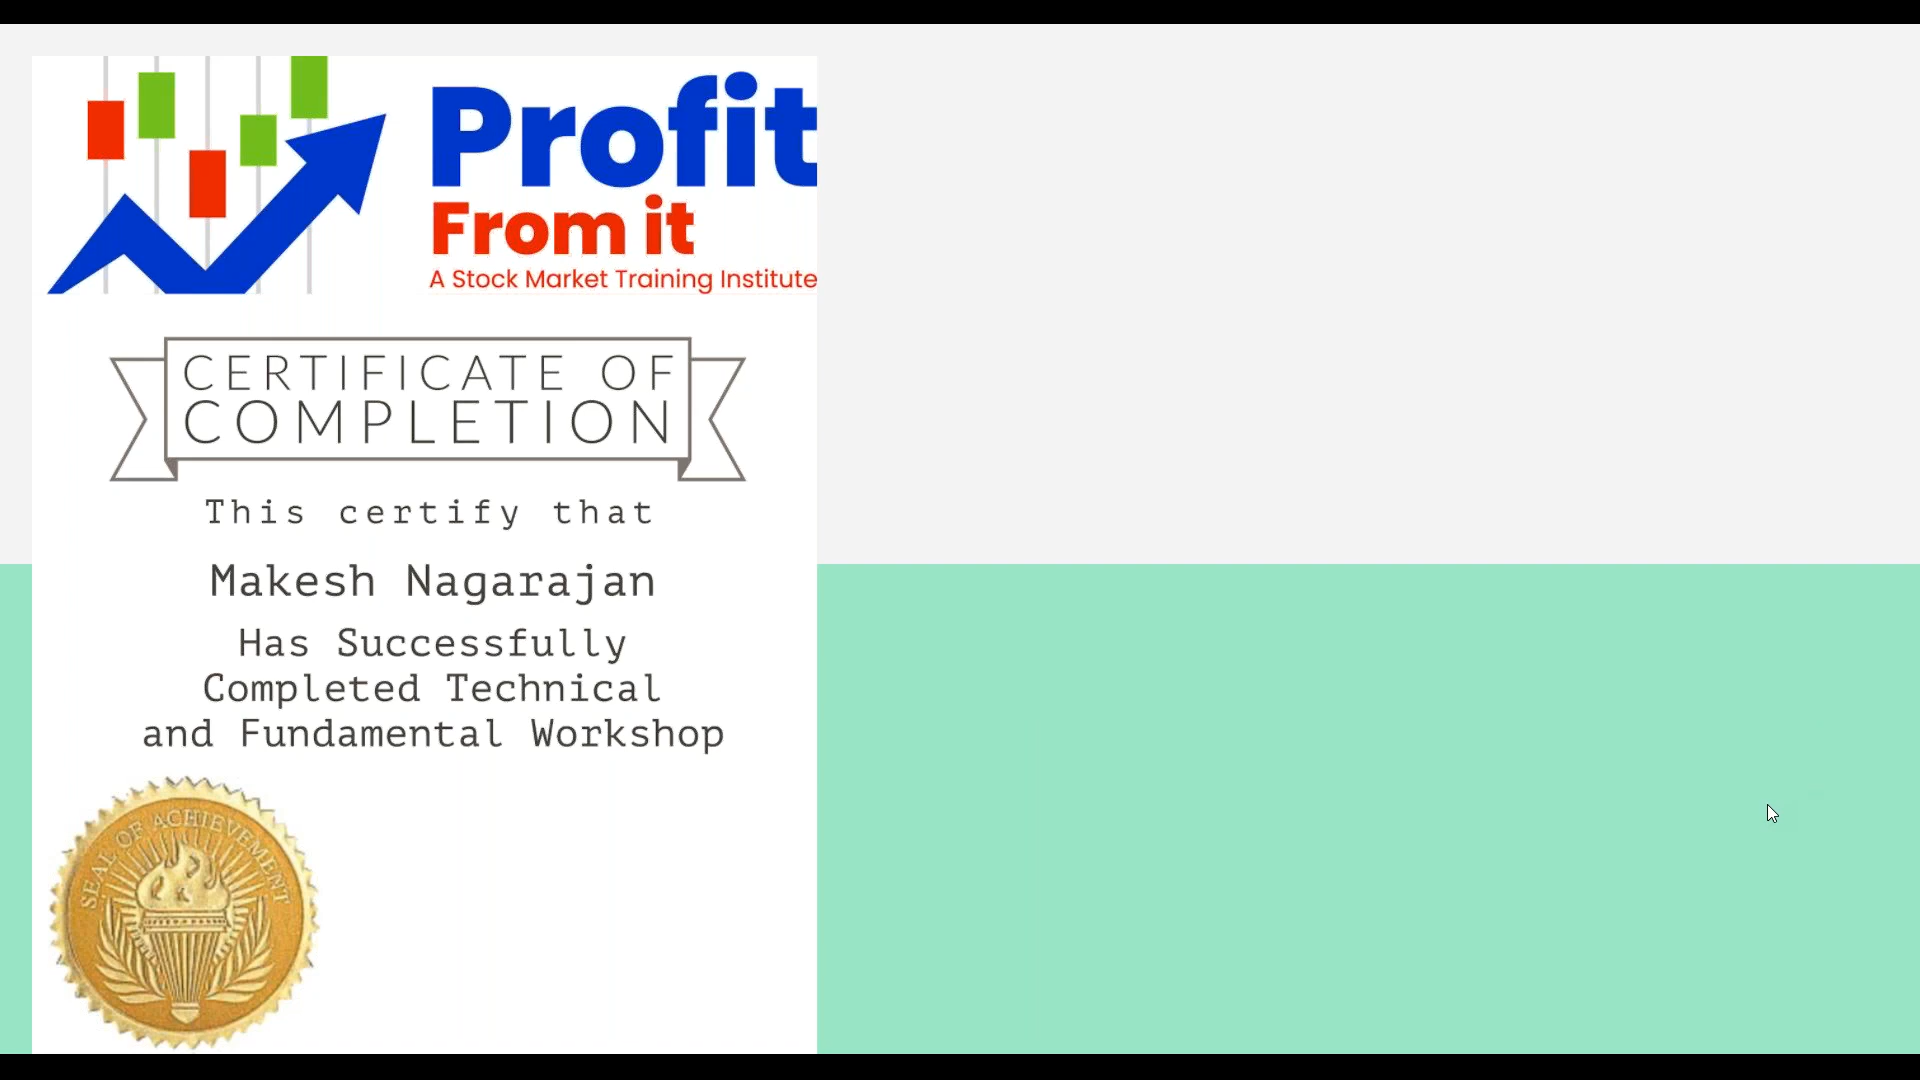 Profit
From it
A Stock Market Training Institute
CERTIFICATE OF
COMPLETION
This certify that
Makesh Nagarajan
Has Successfully
Completed Technical
and Fundamental Workshop
SEAL OF ACHIEVEMENT